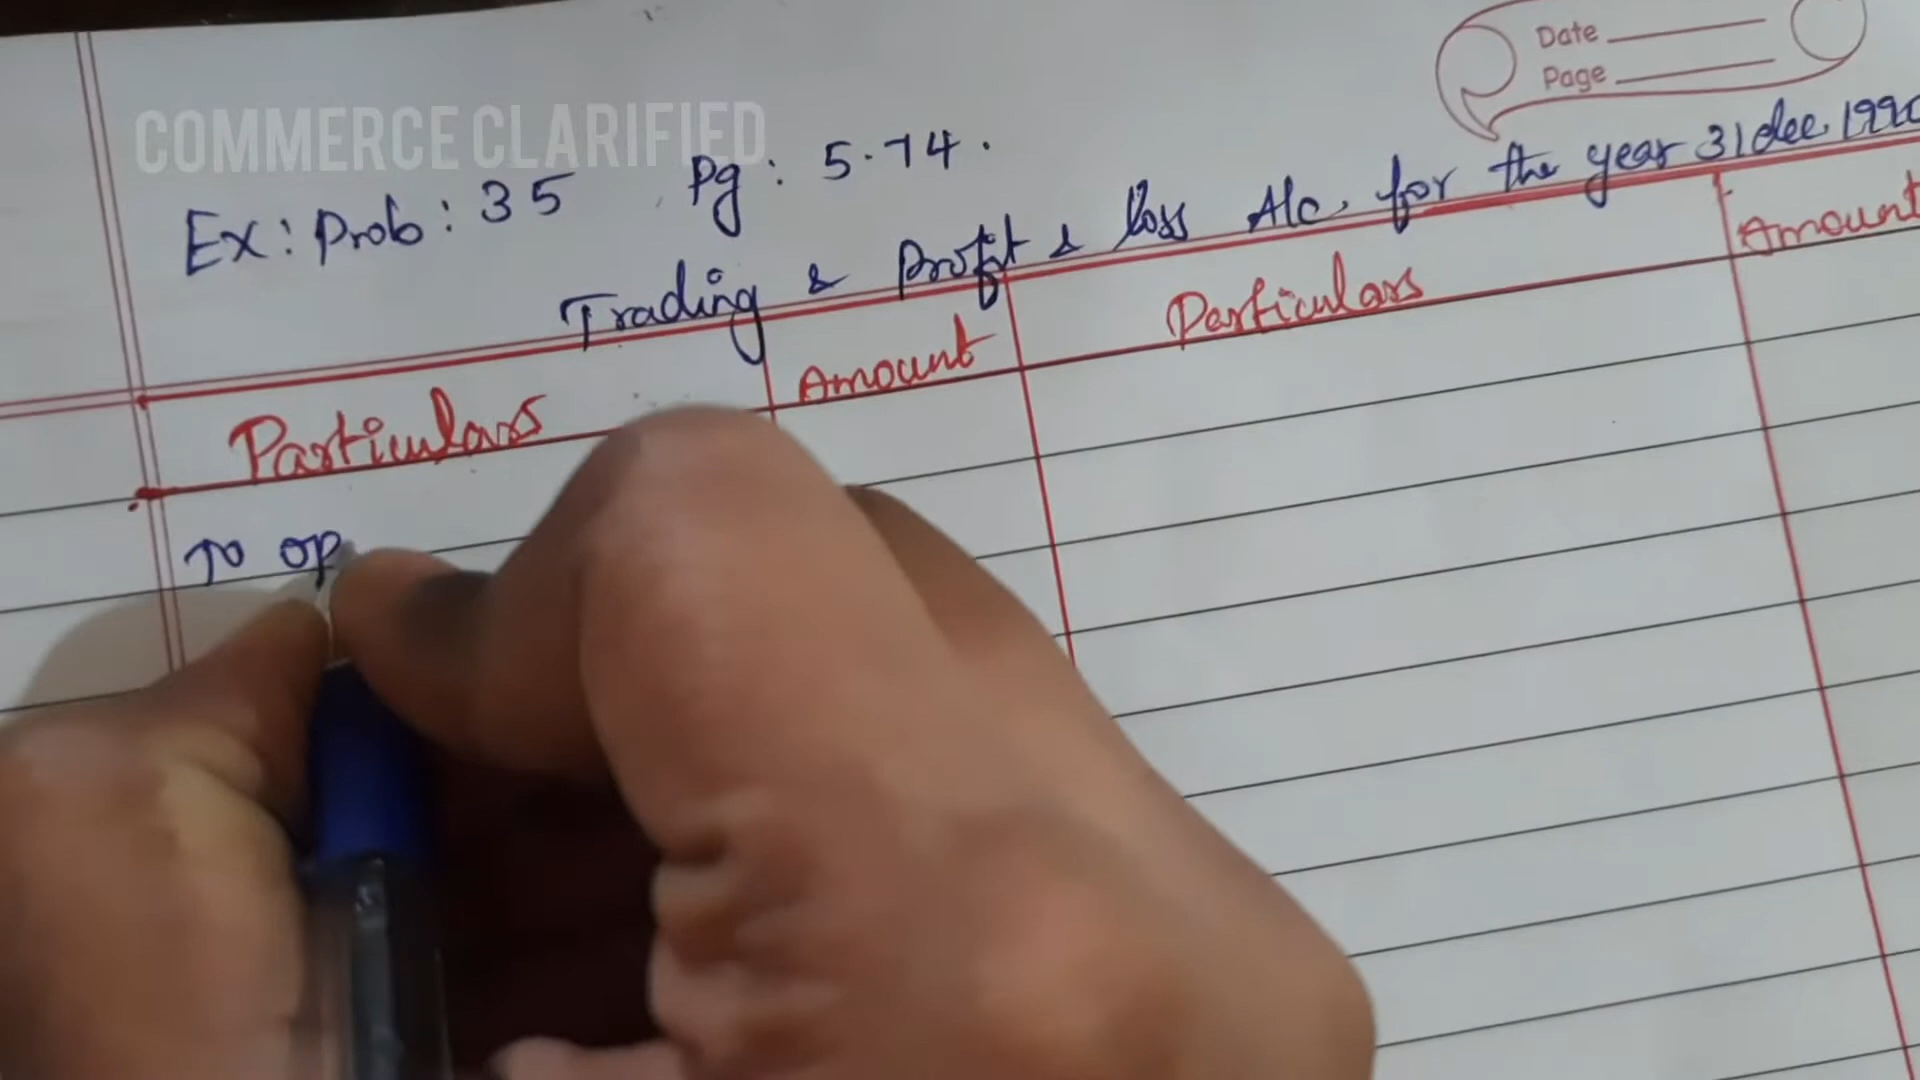 Date
Page
COMMERCE CLARIFIED
Ex: Prob: 35 Pg: 5.74.
Trading & Profit & loss A/c. for the year 31 dec. 1990
Particulars Amount Particulars Amount
To op